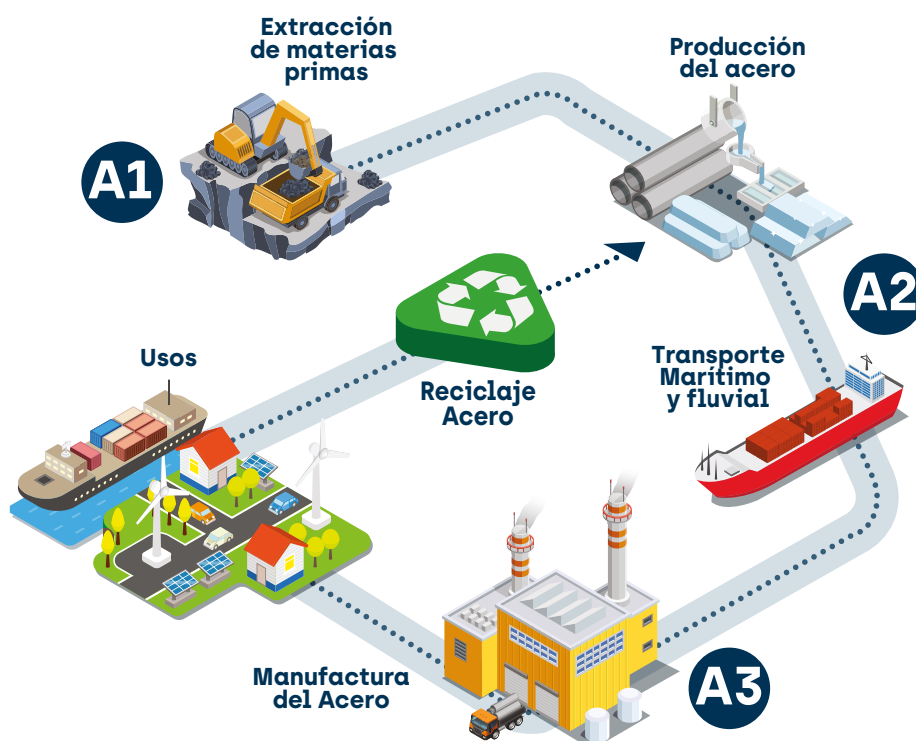 Extracción
de materias
primas
Producción
del acero
A1
A2
Usos
Reciclaje
Acero
Transporte
Marítimo
y fluvial
Manufactura
del Acero
A3